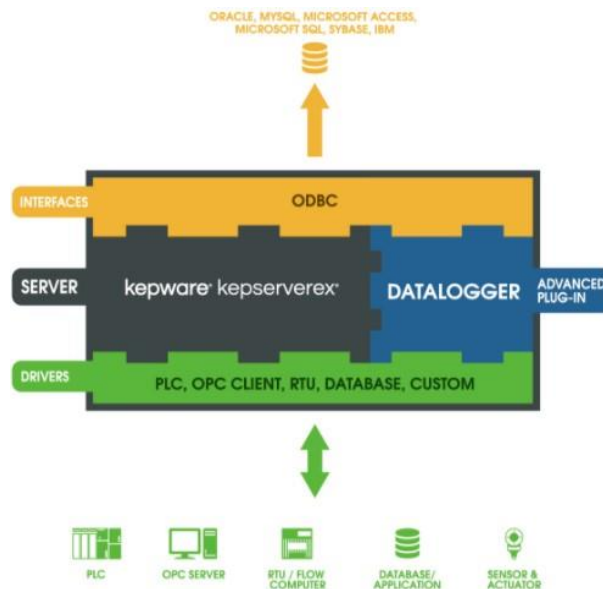 ORACLE, MYSQL, MICROSOFT ACCESS,
MICROSOFT SQL, SYBASE, IBM
INTERFACES
ODBC
SERVER
kepware® kepserverex®
DATALOGGER
ADVANCED
PLUG-IN
DRIVERS
PLC, OPC CLIENT, RTU, DATABASE, CUSTOM
PLC
OPC SERVER
RTU / FLOW
COMPUTER
DATABASE/
APPLICATION
SENSOR &
ACTUATOR